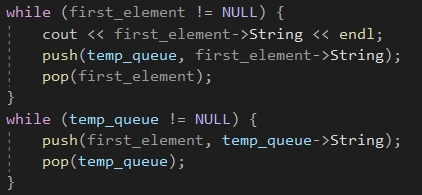 while (first_element != NULL) {
cout << first_element->String << endl;
push(temp_queue, first_element->String);
pop(first_element);
}
while (temp_queue != NULL) {
push(first_element, temp_queue->String);
pop(temp_queue);
}